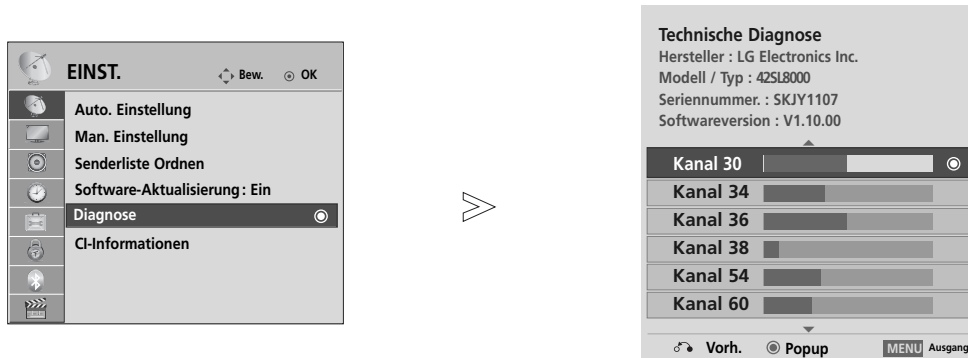 EINST.
Bew.
OK
Auto. Einstellung
Man. Einstellung
Senderliste Ordnen
Software-Aktualisierung : Ein
Diagnose
CI-Informationen
Technische Diagnose
Hersteller : LG Electronics Inc.
Modell / Typ : 42SL8000
Seriennummer. : SKJY1107
Softwareversion : V1.10.00
Kanal 30
Kanal 34
Kanal 36
Kanal 38
Kanal 54
Kanal 60
Vorh.
Popup
MENU Ausgang